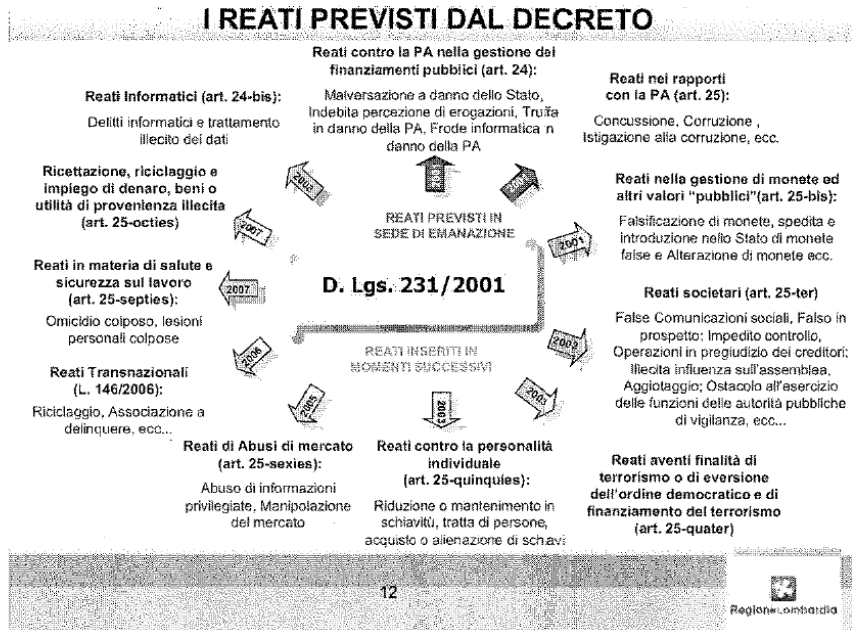 I REATI PREVISTI DAL DECRETO
Reati contro la PA nella gestione dei
finanziamenti pubblici (art. 24):
Malversazione a danno dello Stato,
Indebita percezione di erogazioni, Truffa
in danno della PA, Frode informatica in
danno della PA
Reati nei rapporti
con la PA (art. 25):
Concussione, Corruzione ,
Istigazione alla corruzione, ecc.
Reati nella gestione di monete ed
altri valori "pubblici"(art. 25-bis):
Falsificazione di monete, spedita e
introduzione nello Stato di monete
false e Alterazione di monete ecc.
2001
Reati societari (art. 25-ter)
False Comunicazioni sociali, Falso in
prospetto; Impedito controllo,
Operazioni in pregiudizio dei creditori;
Illecita influenza sull'assemblea,
Aggiotaggio; Ostacolo all'esercizio
delle funzioni delle autorità pubbliche
di vigilanza, ecc...
2002
Reati aventi finalità di
terrorismo o di eversione
dell'ordine democratico e di
finanziamento del terrorismo
(art. 25-quater)
2003
Reati contro la personalità
individuale
(art. 25-quinquies):
Riduzione o mantenimento in
schiavitù, tratta di persone,
acquisto o alienazione di schiavi
2003
Reati di Abusi di mercato
(art. 25-sexies):
Abuso di informazioni
privilegiate, Manipolazione
del mercato
2005
Reati Transnazionali
(L. 146/2006):
Riciclaggio, Associazione a
delinquere, ecc...
2006
Reati in materia di salute e
sicurezza sul lavoro
(art. 25-septies):
Omicidio colposo, lesioni
personali colpose
2007
Ricettazione, riciclaggio e
impiego di denaro, beni o
utilità di provenienza illecita
(art. 25-octies)
2007
Reati Informatici (art. 24-bis):
Delitti informatici e trattamento
illecito dei dati
REATI PREVISTI IN
SEDE DI EMANAZIONE
D. Lgs. 231/2001
REATI INSERITI IN
MOMENTI SUCCESSIVI
12
RegioneLombardia